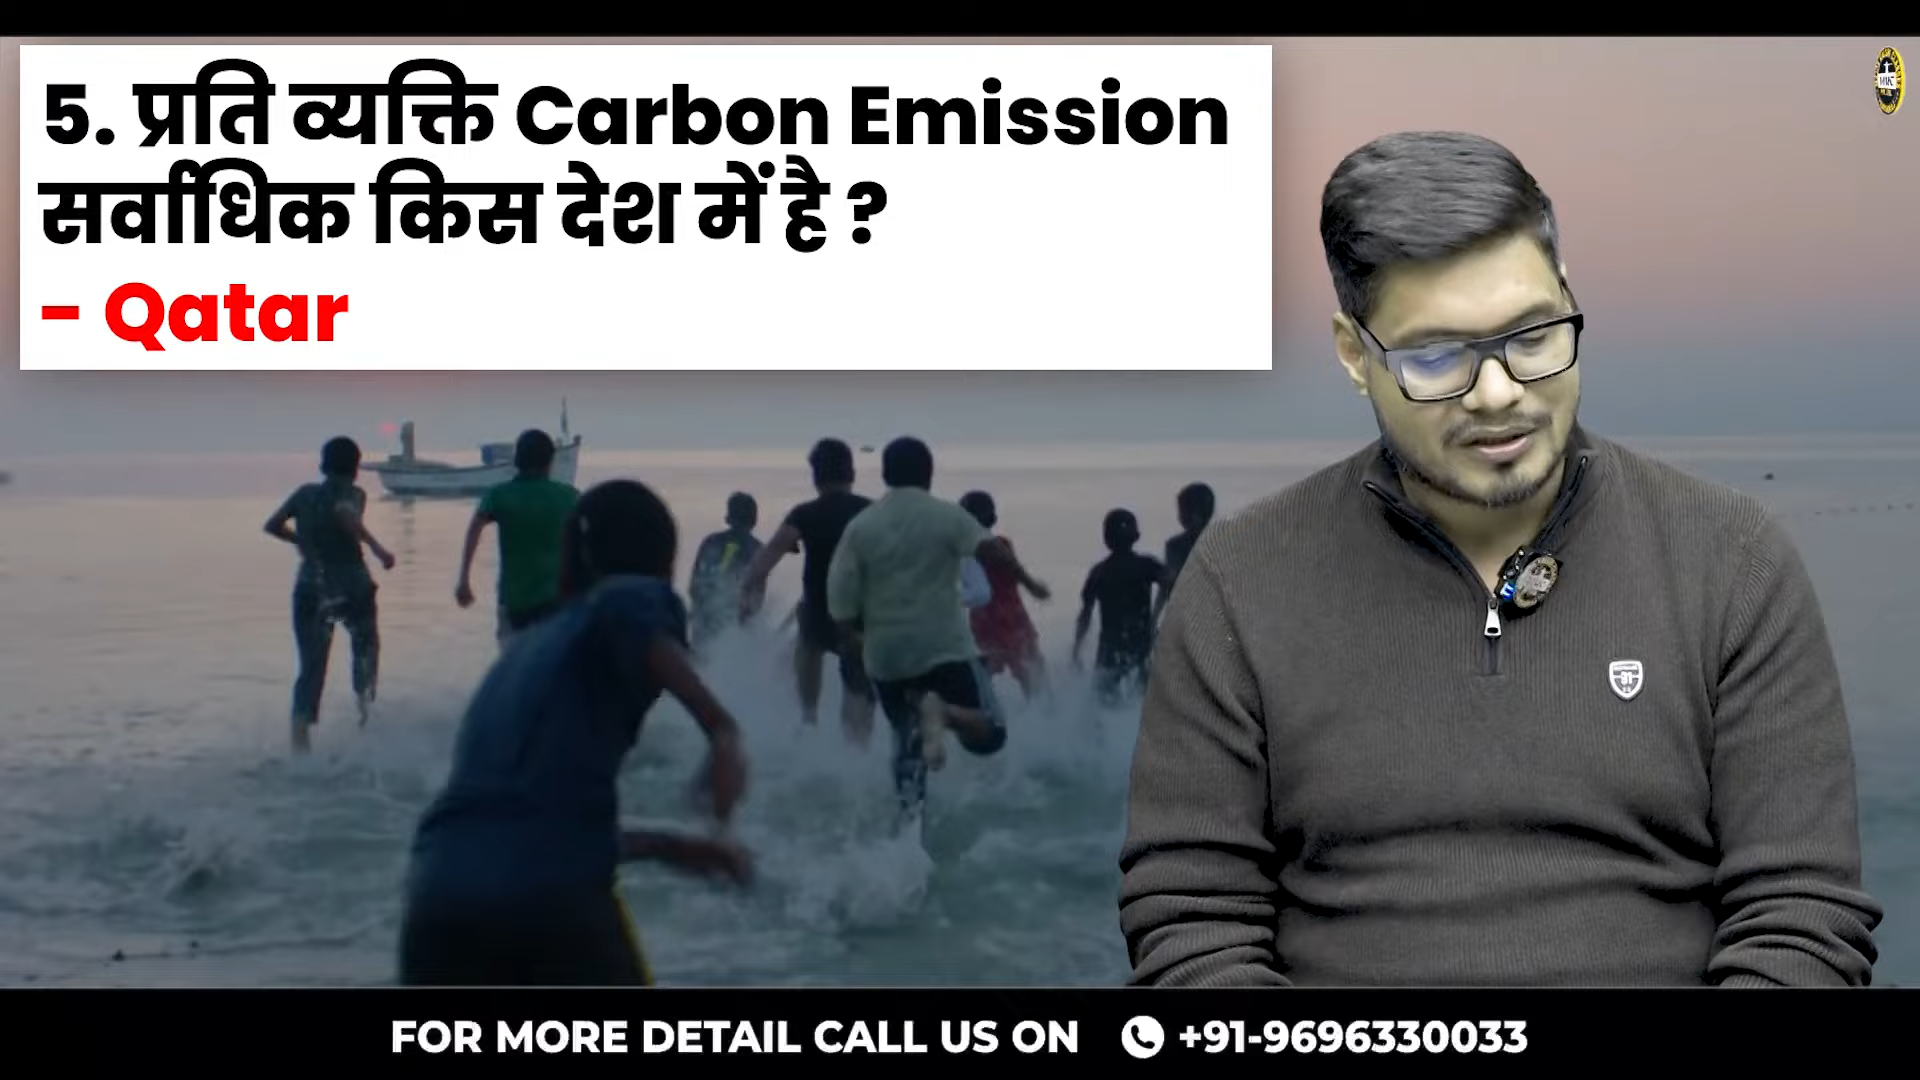 5. प्रति व्यक्ति Carbon Emission
सर्वाधिक किस देश में है ?
- Qatar
FOR MORE DETAIL CALL US ON +91-9696330033